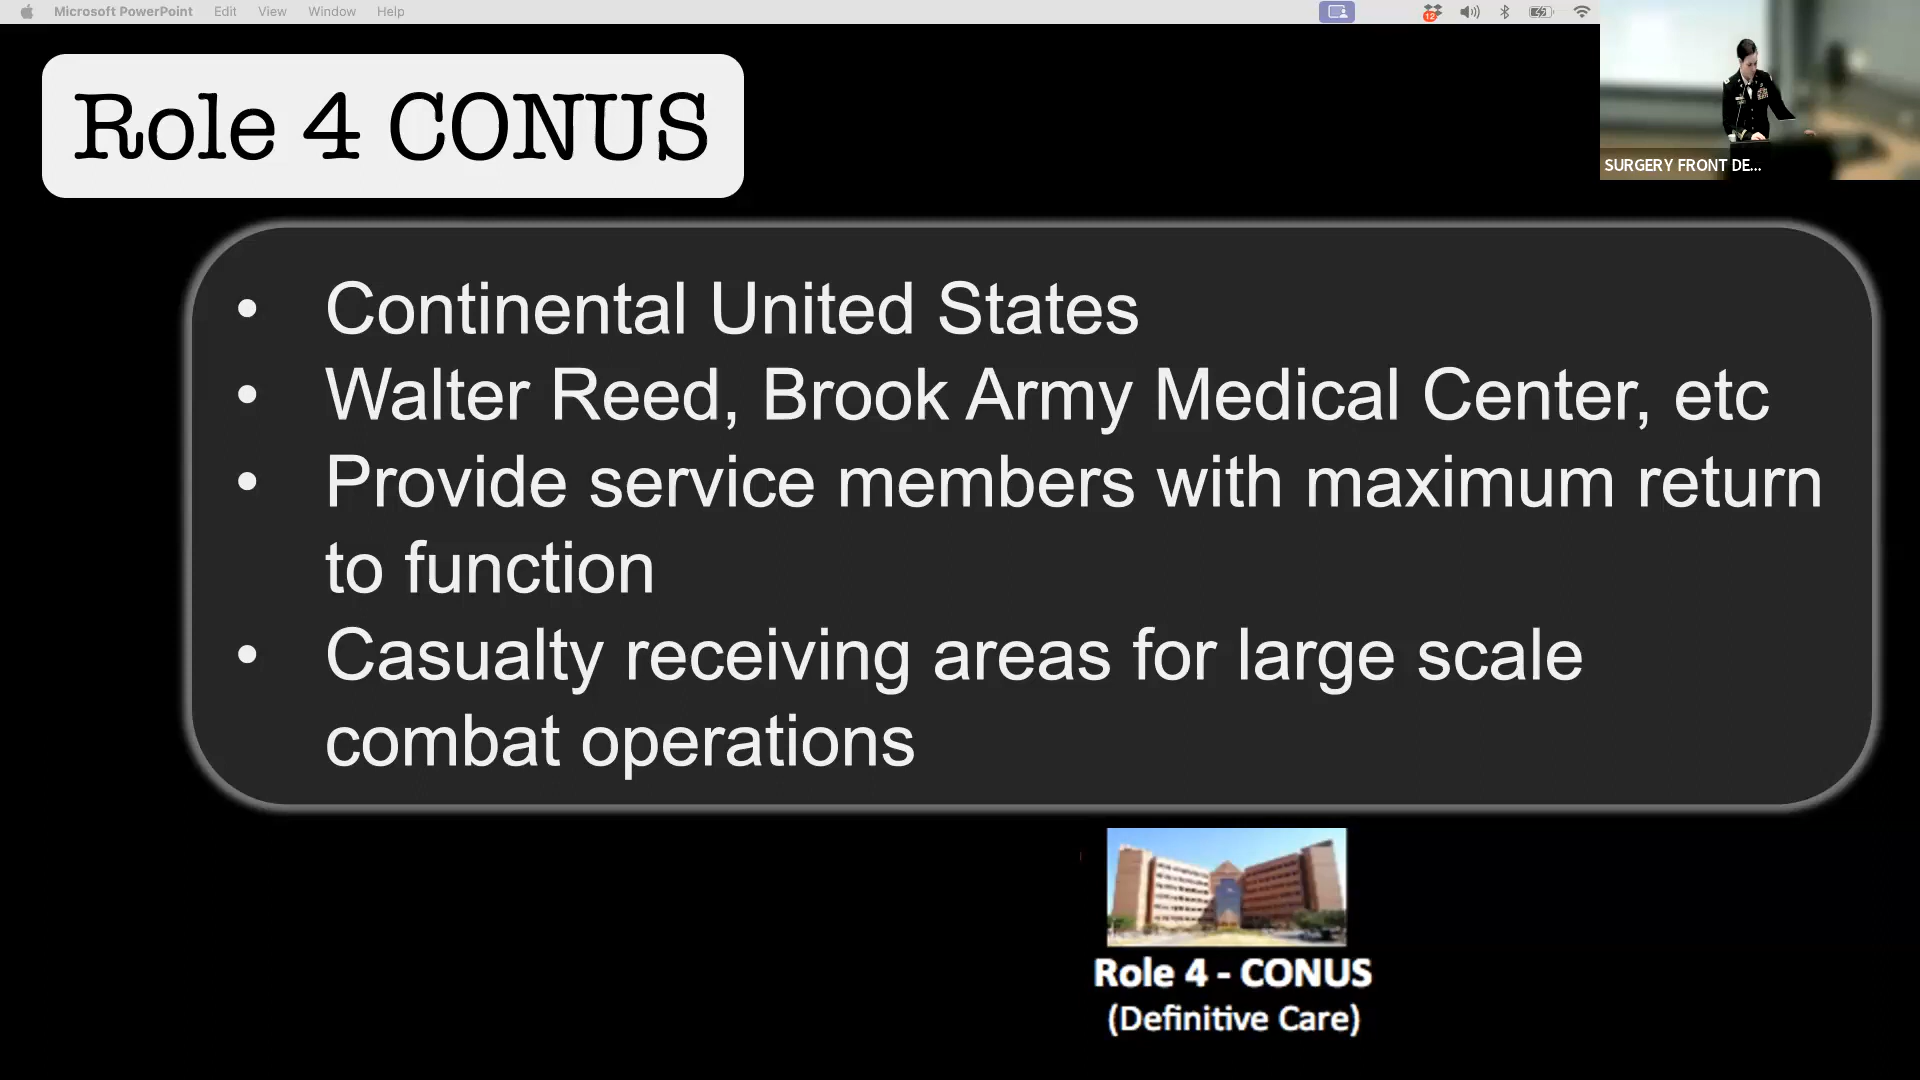 Microsoft PowerPoint Edit View Window Help
12
SURGERY FRONT DE...
Role 4 CONUS
• Continental United States
• Walter Reed, Brook Army Medical Center, etc
• Provide service members with maximum return
to function
• Casualty receiving areas for large scale
combat operations
Role 4 - CONUS
(Definitive Care)